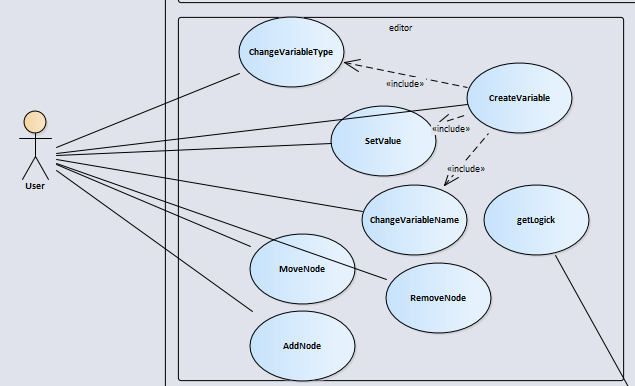 editor
ChangeVariableType
«include»
CreateVariable
«include»
SetValue
«include»
User
ChangeVariableName
getLogick
MoveNode
RemoveNode
AddNode